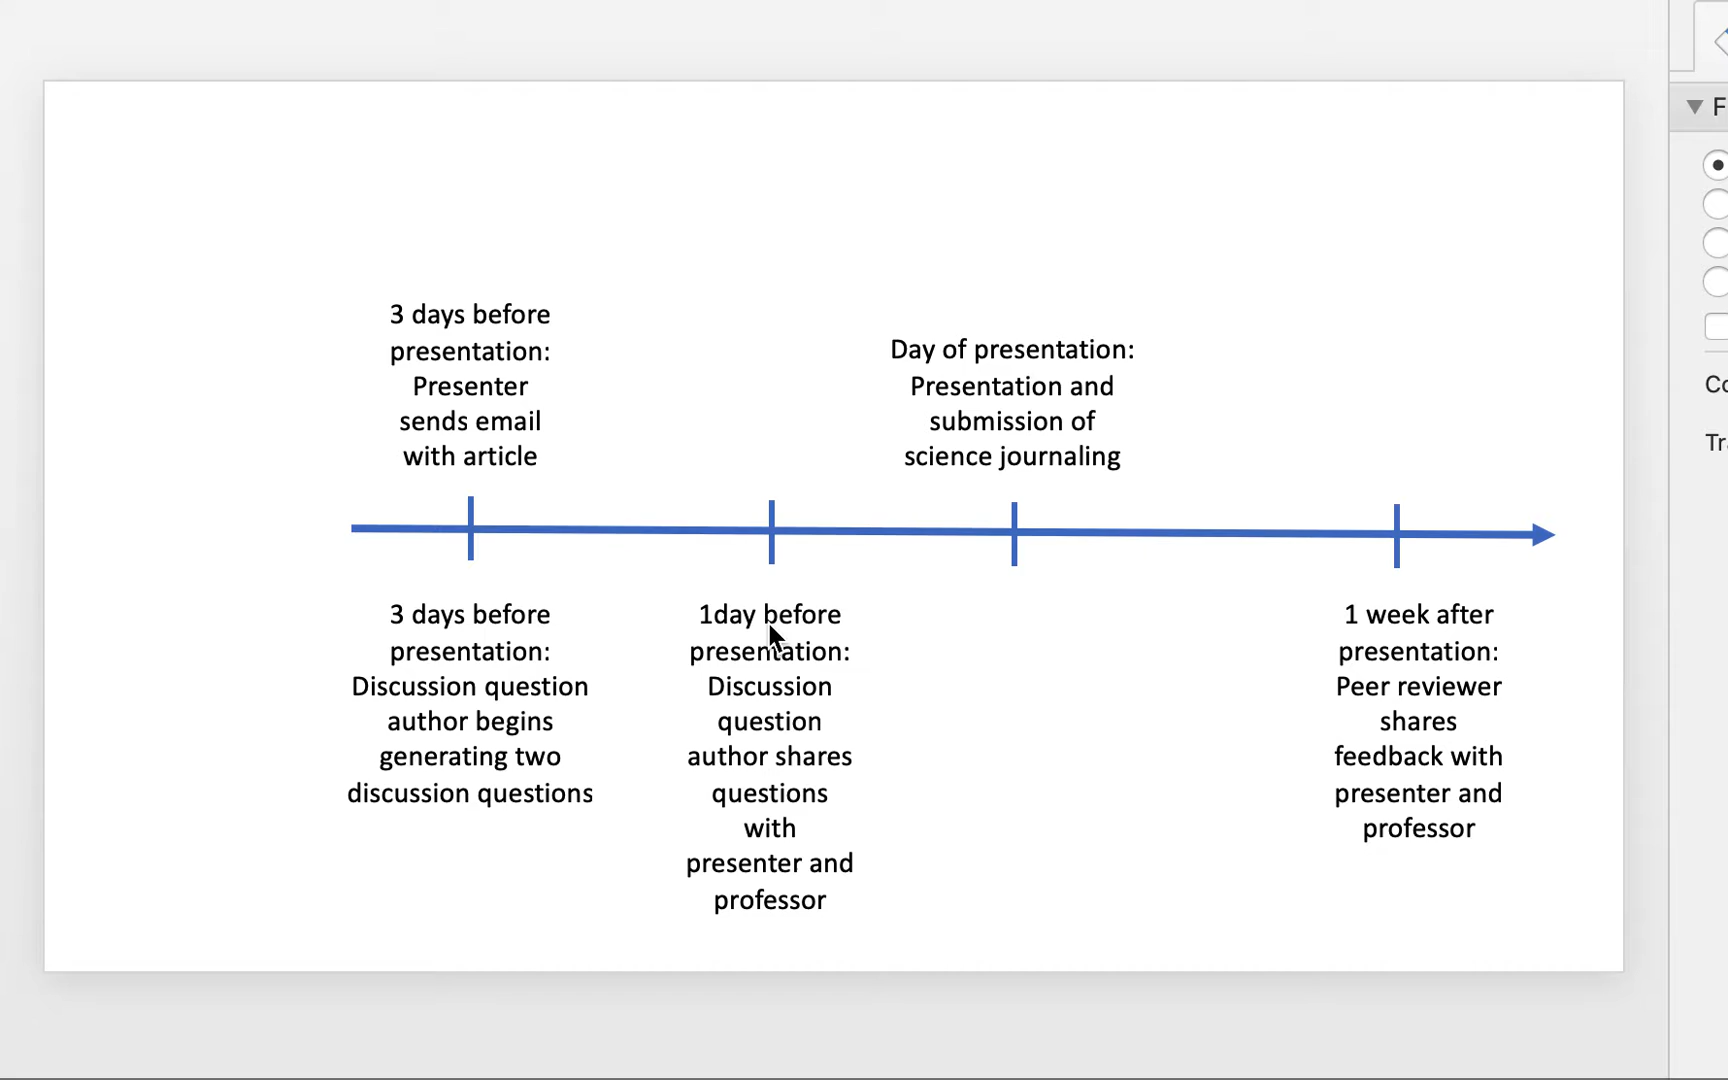 3 days before
presentation:
Presenter
sends email
with article
Day of presentation:
Presentation and
submission of
science journaling
3 days before
presentation:
Discussion question
author begins
generating two
discussion questions
1day before
presentation:
Discussion
question
author shares
questions
with
presenter and
professor
1 week after
presentation:
Peer reviewer
shares
feedback with
presenter and
professor